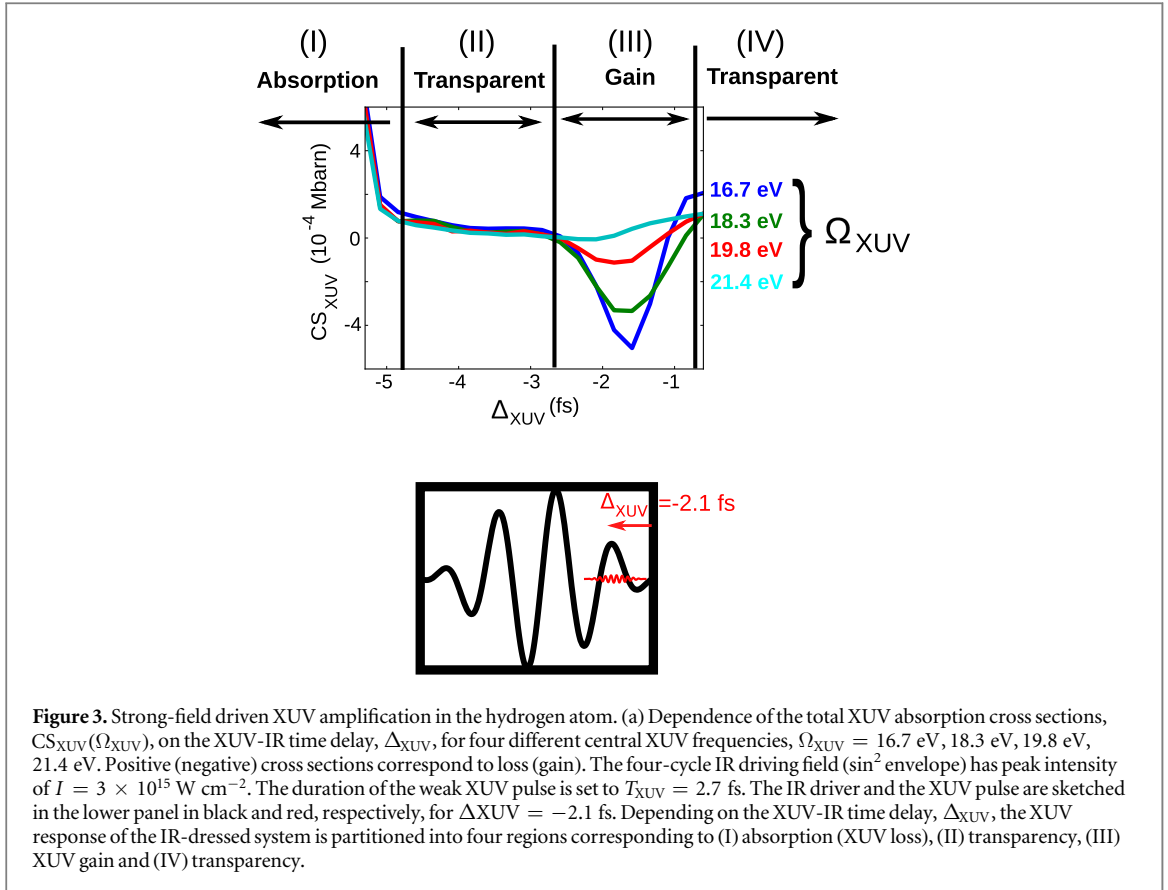 (I) (II) (III) (IV)
Absorption Transparent Gain Transparent
4
0
-4
CS_XUV (10⁻⁴ Mbarn)
16.7 eV
18.3 eV
19.8 eV
21.4 eV
Ω_XUV
-5 -4 -3 -2 -1
Δ_XUV (fs)
Δ_XUV =-2.1 fs
Figure 3. Strong-field driven XUV amplification in the hydrogen atom. (a) Dependence of the total XUV absorption cross sections,
CS_XUV(Ω_XUV), on the XUV-IR time delay, Δ_XUV, for four different central XUV frequencies, Ω_XUV = 16.7 eV, 18.3 eV, 19.8 eV,
21.4 eV. Positive (negative) cross sections correspond to loss (gain). The four-cycle IR driving field (sin² envelope) has peak intensity
of I = 3 × 10¹⁵ W cm⁻². The duration of the weak XUV pulse is set to T_XUV = 2.7 fs. The IR driver and the XUV pulse are sketched
in the lower panel in black and red, respectively, for ΔXUV = −2.1 fs. Depending on the XUV-IR time delay, Δ_XUV, the XUV
response of the IR-dressed system is partitioned into four regions corresponding to (I) absorption (XUV loss), (II) transparency, (III)
XUV gain and (IV) transparency.